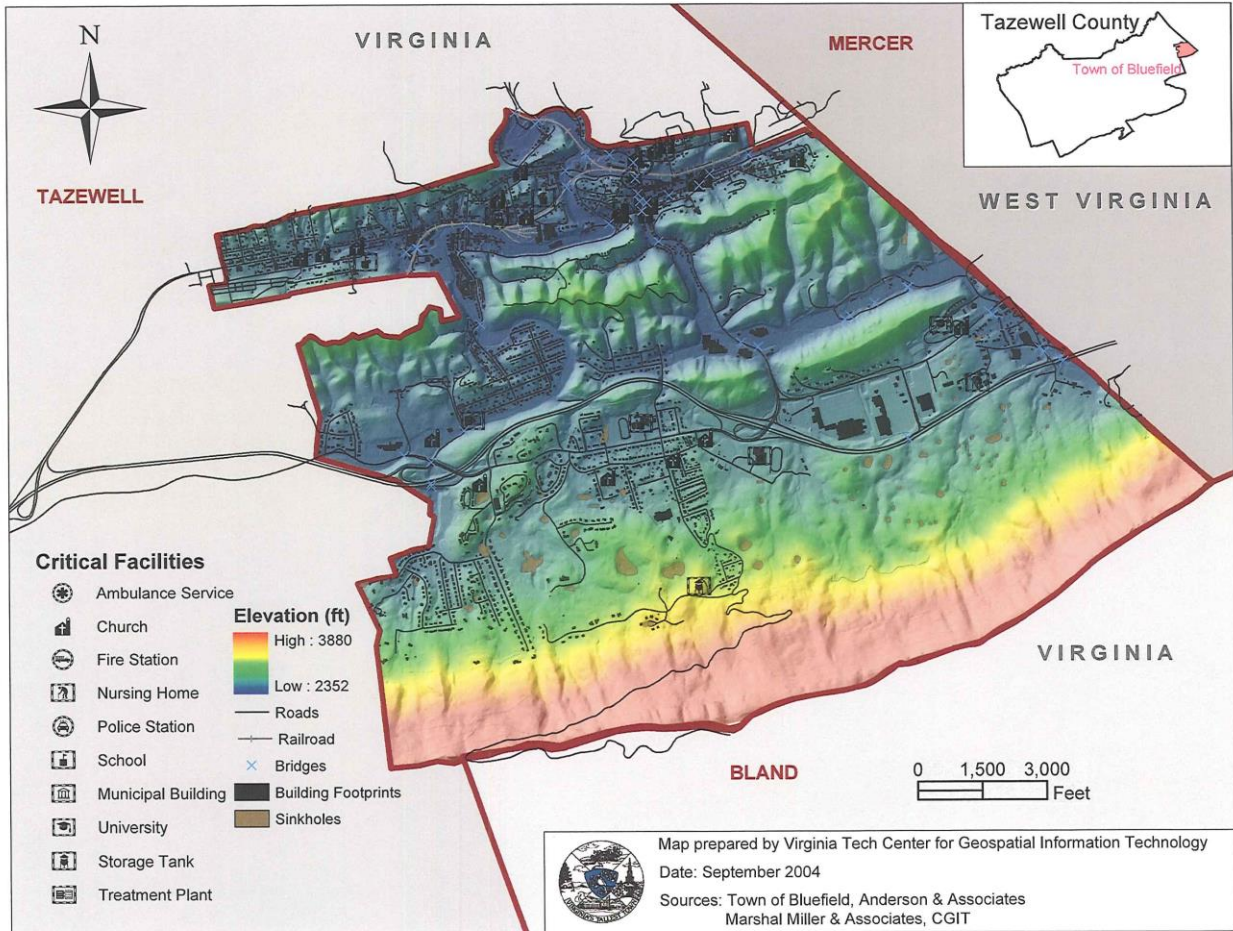 N
VIRGINIA
MERCER
Tazewell County
Town of Bluefield
TAZEWELL
WEST VIRGINIA
Critical Facilities
Ambulance Service
Church
Fire Station
Nursing Home
Police Station
School
Municipal Building
University
Storage Tank
Treatment Plant
Elevation (ft)
High : 3880
Low : 2352
Roads
Railroad
Bridges
Building Footprints
Sinkholes
VIRGINIA
BLAND
0 1,500 3,000
Feet
Map prepared by Virginia Tech Center for Geospatial Information Technology
Date: September 2004
Sources: Town of Bluefield, Anderson & Associates
Marshal Miller & Associates, CGIT